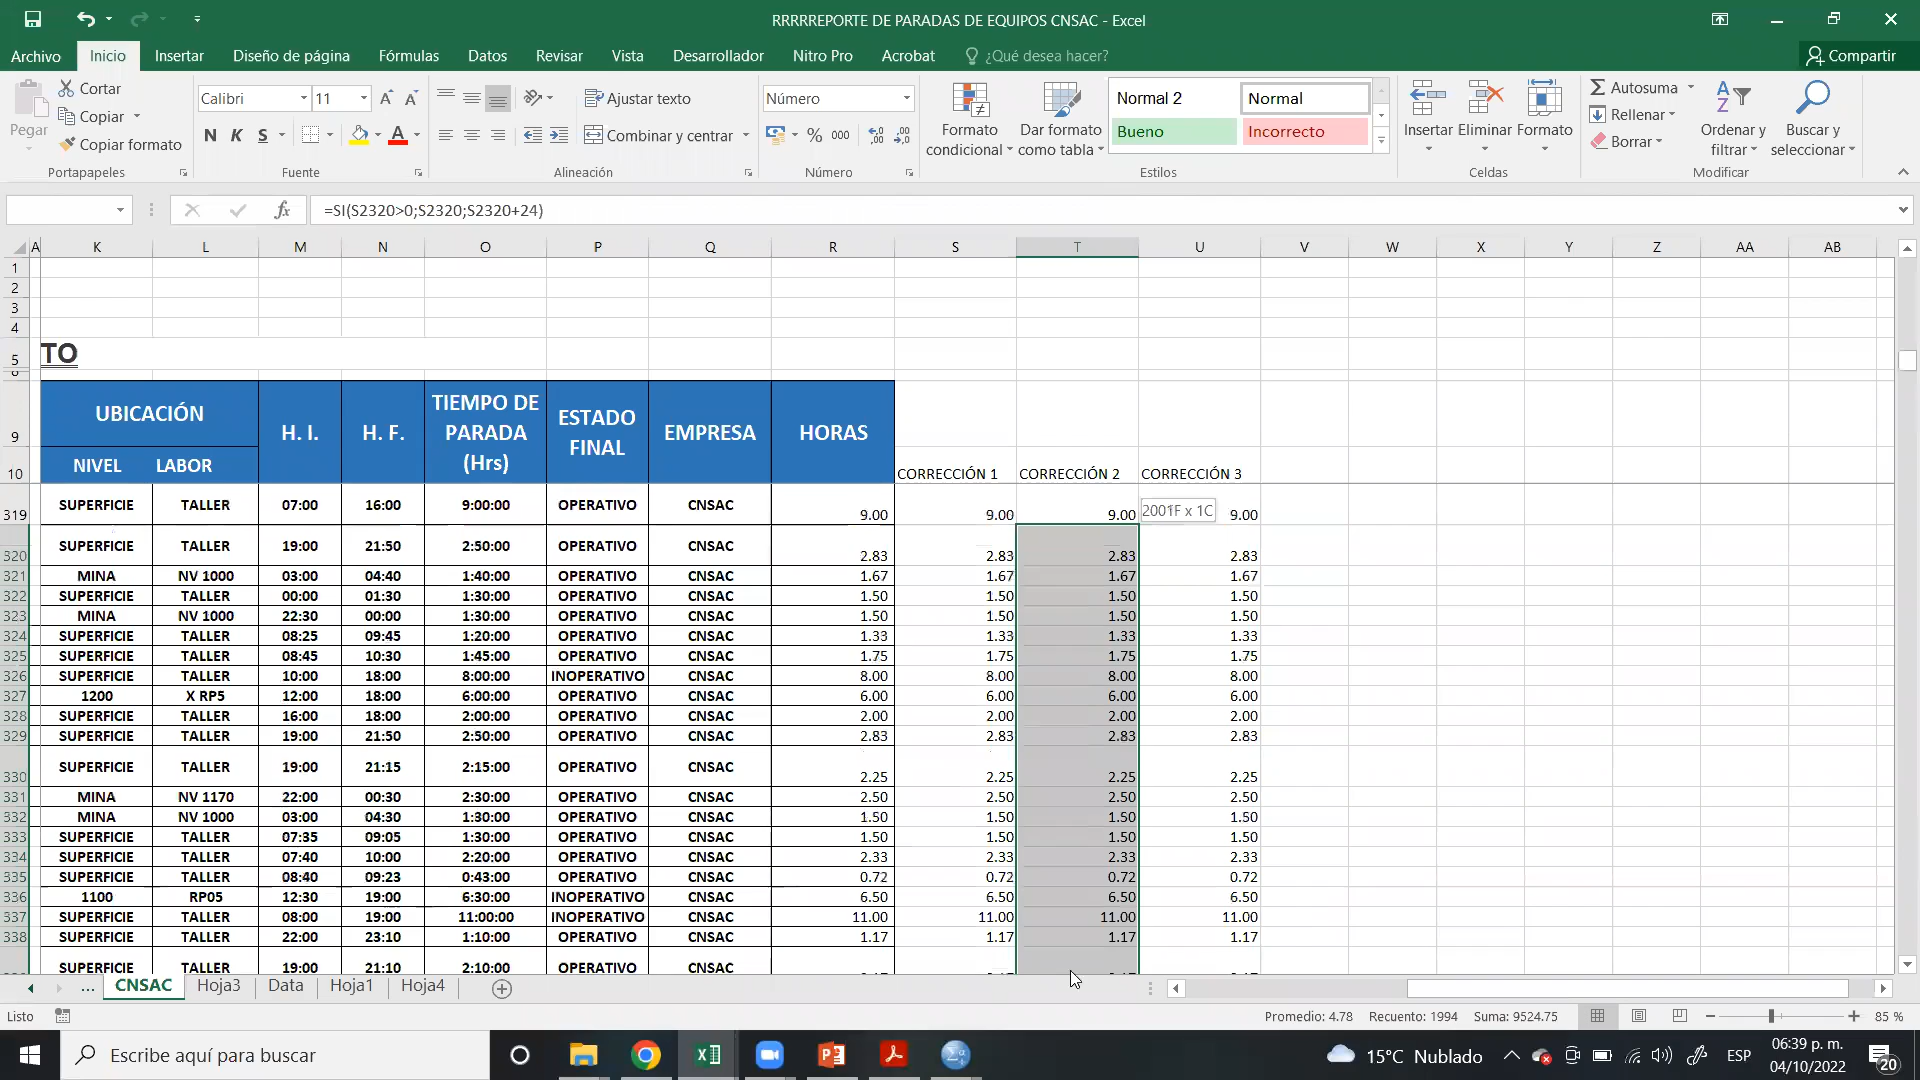 RRRRREPORTE DE PARADAS DE EQUIPOS CNSAC - Excel
Archivo Inicio Insertar Diseño de página Fórmulas Datos Revisar Vista Desarrollador Nitro Pro Acrobat ¿Qué desea hacer? Compartir
Pegar
Cortar
Copiar
Copiar formato
Portapapeles
Calibri 11
N K S
Fuente
Ajustar texto
Combinar y centrar
Alineación
Número
% 000
Número
Formato condicional
Dar formato como tabla
Normal 2 Normal
Bueno Incorrecto
Estilos
Insertar Eliminar Formato
Celdas
Autosuma
Rellenar
Borrar
Ordenar y filtrar
Buscar y seleccionar
Modificar
fx =SI(S2320>0;S2320;S2320+24)
A K L M N O P Q R S T U V W X Y Z AA AB
1
2
3
4
5 TO
6
9 UBICACIÓN H. I. H. F. TIEMPO DE PARADA (Hrs) ESTADO FINAL EMPRESA HORAS
10 NIVEL LABOR CORRECCIÓN 1 CORRECCIÓN 2 CORRECCIÓN 3
319 SUPERFICIE TALLER 07:00 16:00 9:00:00 OPERATIVO CNSAC 9.00 9.00 9.00 2001F x 1C 9.00
320 SUPERFICIE TALLER 19:00 21:50 2:50:00 OPERATIVO CNSAC 2.83 2.83 2.83 2.83
321 MINA NV 1000 03:00 04:40 1:40:00 OPERATIVO CNSAC 1.67 1.67 1.67 1.67
322 SUPERFICIE TALLER 00:00 01:30 1:30:00 OPERATIVO CNSAC 1.50 1.50 1.50 1.50
323 MINA NV 1000 22:30 00:00 1:30:00 OPERATIVO CNSAC 1.50 1.50 1.50 1.50
324 SUPERFICIE TALLER 08:25 09:45 1:20:00 OPERATIVO CNSAC 1.33 1.33 1.33 1.33
325 SUPERFICIE TALLER 08:45 10:30 1:45:00 OPERATIVO CNSAC 1.75 1.75 1.75 1.75
326 SUPERFICIE TALLER 10:00 18:00 8:00:00 INOPERATIVO CNSAC 8.00 8.00 8.00 8.00
327 1200 X RP5 12:00 18:00 6:00:00 OPERATIVO CNSAC 6.00 6.00 6.00 6.00
328 SUPERFICIE TALLER 16:00 18:00 2:00:00 OPERATIVO CNSAC 2.00 2.00 2.00 2.00
329 SUPERFICIE TALLER 19:00 21:50 2:50:00 OPERATIVO CNSAC 2.83 2.83 2.83 2.83
330 SUPERFICIE TALLER 19:00 21:15 2:15:00 OPERATIVO CNSAC 2.25 2.25 2.25 2.25
331 MINA NV 1170 22:00 00:30 2:30:00 OPERATIVO CNSAC 2.50 2.50 2.50 2.50
332 MINA NV 1000 03:00 04:30 1:30:00 OPERATIVO CNSAC 1.50 1.50 1.50 1.50
333 SUPERFICIE TALLER 07:35 09:05 1:30:00 OPERATIVO CNSAC 1.50 1.50 1.50 1.50
334 SUPERFICIE TALLER 07:40 10:00 2:20:00 OPERATIVO CNSAC 2.33 2.33 2.33 2.33
335 SUPERFICIE TALLER 08:40 09:23 0:43:00 OPERATIVO CNSAC 0.72 0.72 0.72 0.72
336 1100 RP05 12:30 19:00 6:30:00 INOPERATIVO CNSAC 6.50 6.50 6.50 6.50
337 SUPERFICIE TALLER 08:00 19:00 11:00:00 INOPERATIVO CNSAC 11.00 11.00 11.00 11.00
338 SUPERFICIE TALLER 22:00 23:10 1:10:00 OPERATIVO CNSAC 1.17 1.17 1.17 1.17
SUPERFICIE TALLER 19:00 21:10 2:10:00 OPERATIVO CNSAC
... CNSAC Hoja3 Data Hoja1 Hoja4
Listo Promedio: 4.78 Recuento: 1994 Suma: 9524.75 85 %
Escribe aquí para buscar 15°C Nublado ESP 06:39 p. m.
04/10/2022 20